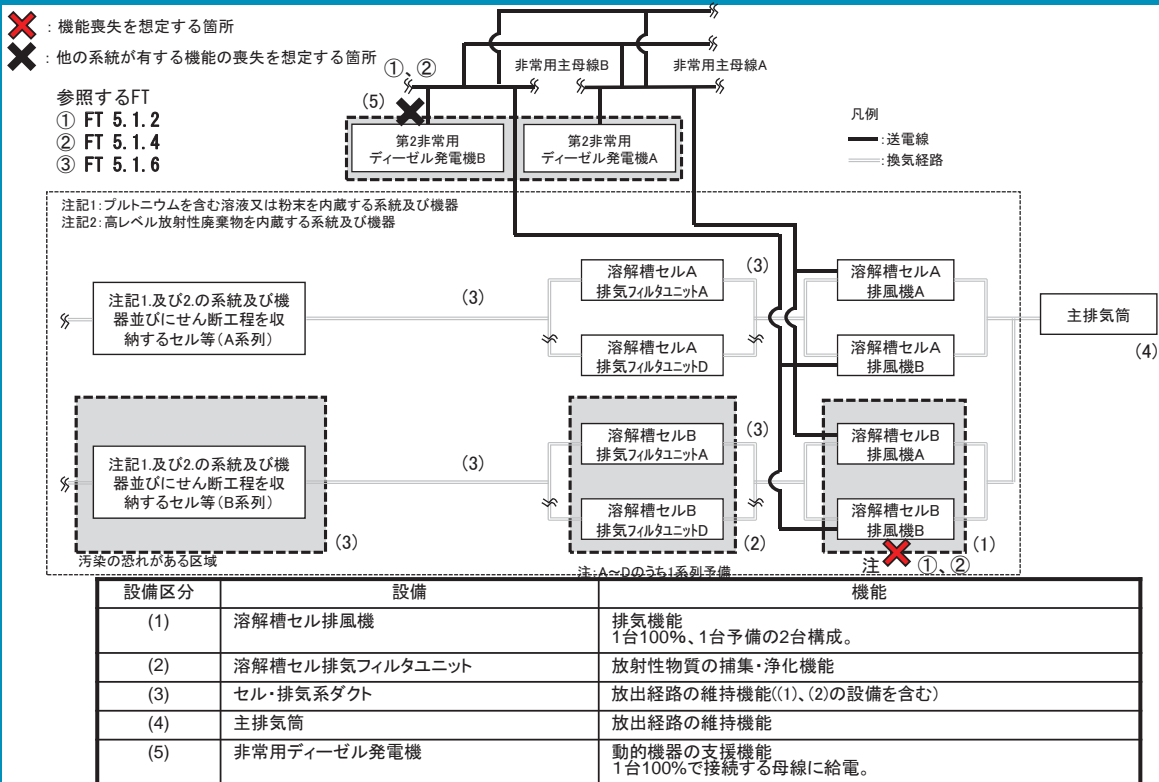 ：機能喪失を想定する箇所
：他の系統が有する機能の喪失を想定する箇所
①、②
非常用主母線B
非常用主母線A
(5)
参照するFT
① FT 5.1.2
② FT 5.1.4
③ FT 5.1.6
第2非常用
ディーゼル発電機B
第2非常用
ディーゼル発電機A
凡例
:送電線
:換気経路
注記1:プルトニウムを含む溶液又は粉末を内蔵する系統及び機器
注記2:高レベル放射性廃棄物を内蔵する系統及び機器
注記1.及び2.の系統及び機
器並びにせん断工程を収
納するセル等(A系列)
(3)
溶解槽セルA
排気フィルタユニットA
(3)
溶解槽セルA
排風機A
溶解槽セルA
排気フィルタユニットD
溶解槽セルA
排風機B
主排気筒
(4)
注記1.及び2.の系統及び機
器並びにせん断工程を収
納するセル等(B系列)
(3)
(3)
溶解槽セルB
排気フィルタユニットA
(3)
溶解槽セルB
排風機A
溶解槽セルB
排気フィルタユニットD
(2)
溶解槽セルB
排風機B
(1)
汚染の恐れがある区域
注:A～Dのうち1系列予備
注
①、②
設備区分 設備 機能
(1) 溶解槽セル排風機 排気機能
1台100%、1台予備の2台構成。
(2) 溶解槽セル排気フィルタユニット 放射性物質の捕集・浄化機能
(3) セル・排気系ダクト 放出経路の維持機能((1)、(2)の設備を含む)
(4) 主排気筒 放出経路の維持機能
(5) 非常用ディーゼル発電機 動的機器の支援機能
1台100%で接続する母線に給電。